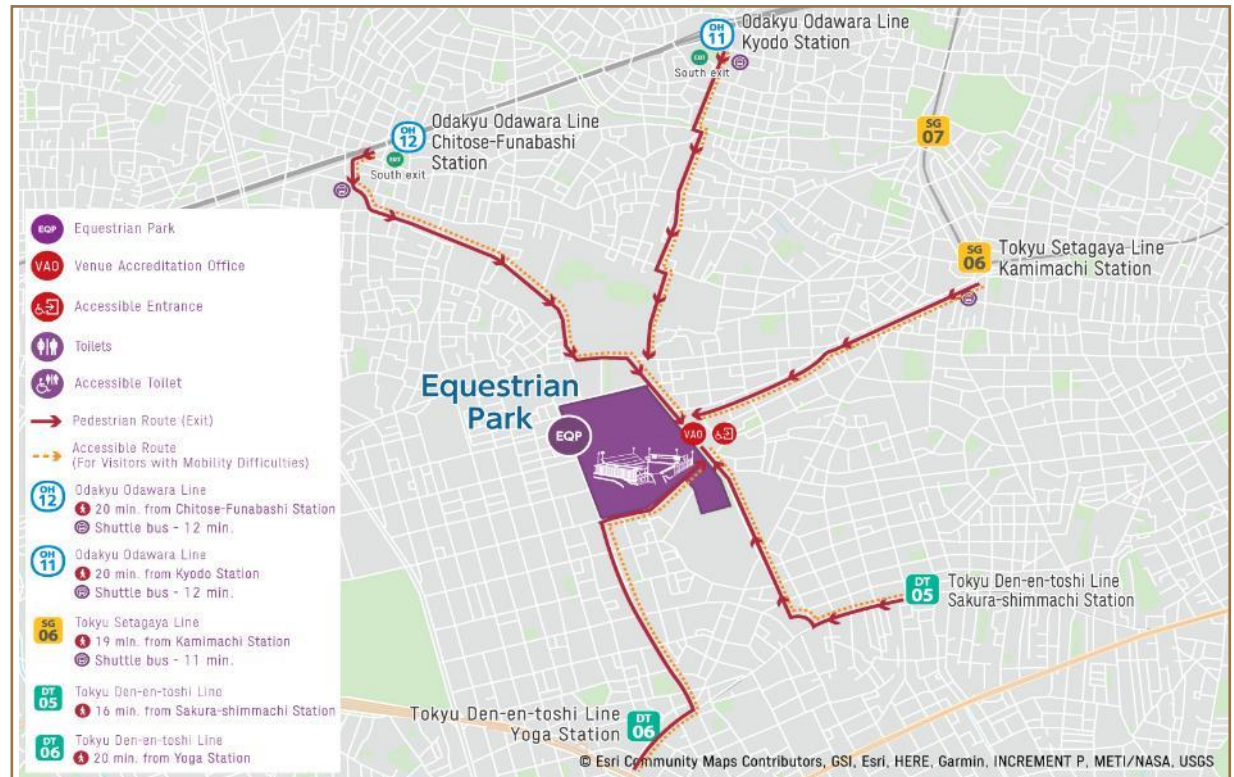 OH
11
Odakyu Odawara Line
Kyodo Station
EXIT
South exit
OH
12
Odakyu Odawara Line
Chitose-Funabashi
Station
EXIT
South exit
SG
07
SG
06
Tokyu Setagaya Line
Kamimachi Station
Equestrian
Park
EQP
VAO
DT
05
Tokyu Den-en-toshi Line
Sakura-shimmachi Station
Tokyu Den-en-toshi Line
Yoga Station
DT
06
EQP Equestrian Park
VAO Venue Accreditation Office
Accessible Entrance
Toilets
Accessible Toilet
Pedestrian Route (Exit)
Accessible Route
(For Visitors with Mobility Difficulties)
OH
12
Odakyu Odawara Line
20 min. from Chitose-Funabashi Station
Shuttle bus - 12 min.
OH
11
Odakyu Odawara Line
20 min. from Kyodo Station
Shuttle bus - 12 min.
SG
06
Tokyu Setagaya Line
19 min. from Kamimachi Station
Shuttle bus - 11 min.
DT
05
Tokyu Den-en-toshi Line
16 min. from Sakura-shimmachi Station
DT
06
Tokyu Den-en-toshi Line
20 min. from Yoga Station
© Esri Community Maps Contributors, GSI, Esri, HERE, Garmin, INCREMENT P, METI/NASA, USGS